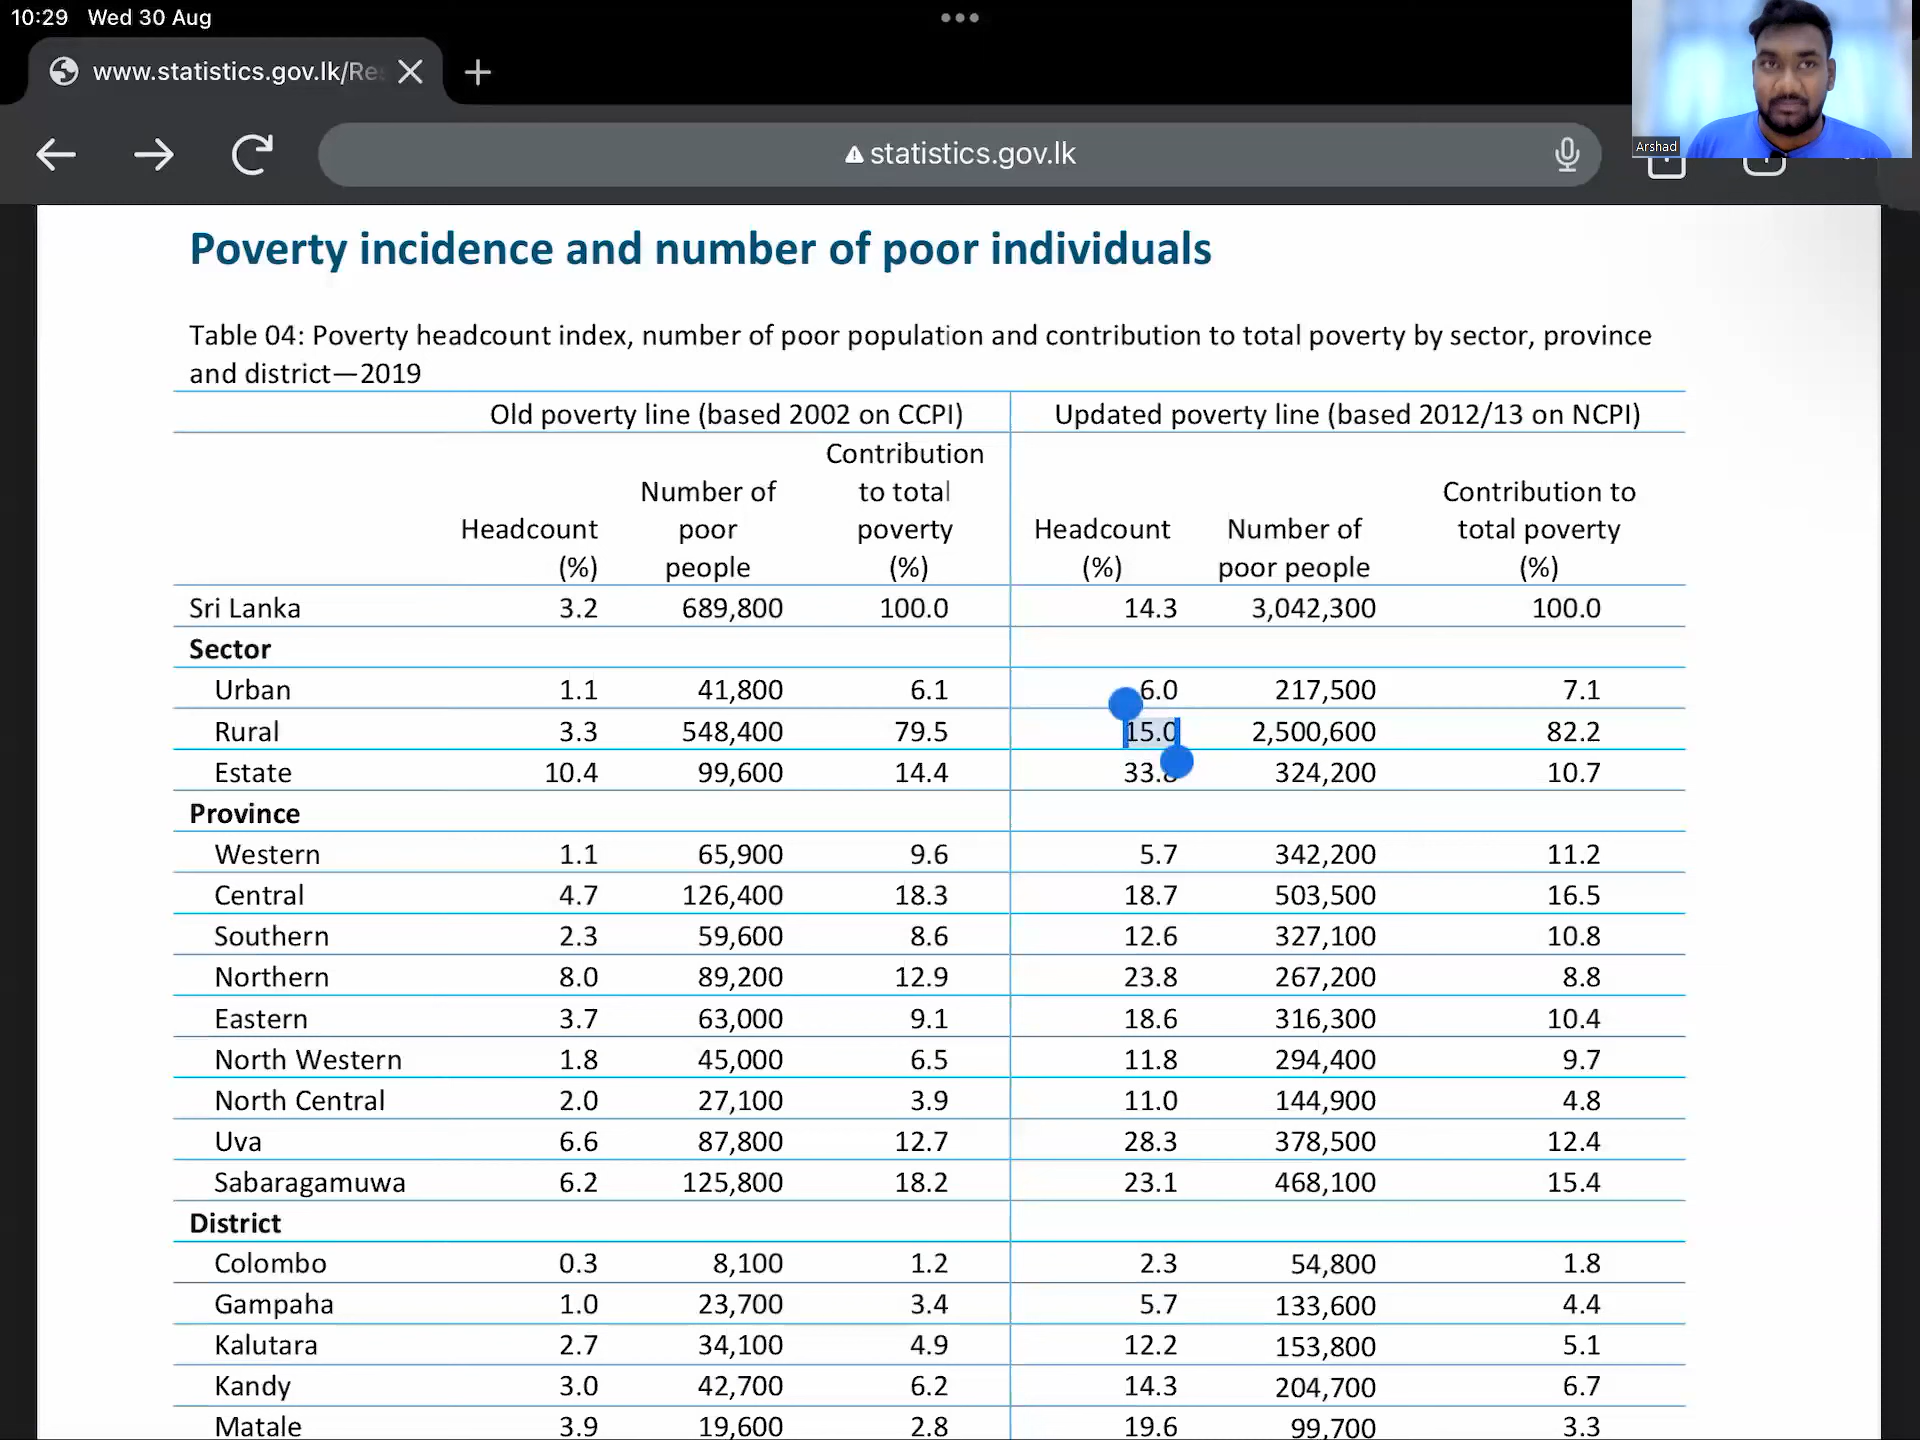 10:29 Wed 30 Aug
www.statistics.gov.lk/Re
statistics.gov.lk
Arshad
Poverty incidence and number of poor individuals
Table 04: Poverty headcount index, number of poor population and contribution to total poverty by sector, province
and district—2019
Old poverty line (based 2002 on CCPI) Updated poverty line (based 2012/13 on NCPI)
Headcount (%) Number of poor people Contribution to total poverty (%) Headcount (%) Number of poor people Contribution to total poverty (%)
Sri Lanka 3.2 689,800 100.0 14.3 3,042,300 100.0
Sector
Urban 1.1 41,800 6.1 6.0 217,500 7.1
Rural 3.3 548,400 79.5 15.0 2,500,600 82.2
Estate 10.4 99,600 14.4 33.8 324,200 10.7
Province
Western 1.1 65,900 9.6 5.7 342,200 11.2
Central 4.7 126,400 18.3 18.7 503,500 16.5
Southern 2.3 59,600 8.6 12.6 327,100 10.8
Northern 8.0 89,200 12.9 23.8 267,200 8.8
Eastern 3.7 63,000 9.1 18.6 316,300 10.4
North Western 1.8 45,000 6.5 11.8 294,400 9.7
North Central 2.0 27,100 3.9 11.0 144,900 4.8
Uva 6.6 87,800 12.7 28.3 378,500 12.4
Sabaragamuwa 6.2 125,800 18.2 23.1 468,100 15.4
District
Colombo 0.3 8,100 1.2 2.3 54,800 1.8
Gampaha 1.0 23,700 3.4 5.7 133,600 4.4
Kalutara 2.7 34,100 4.9 12.2 153,800 5.1
Kandy 3.0 42,700 6.2 14.3 204,700 6.7
Matale 3.9 19,600 2.8 19.6 99,700 3.3